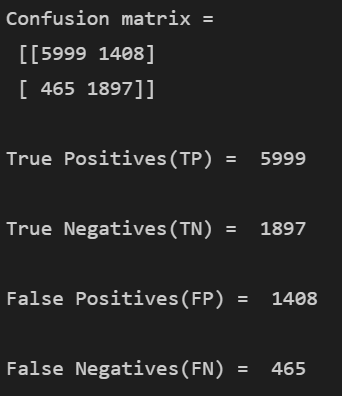 Confusion matrix =
[[5999 1408]
[ 465 1897]]
True Positives(TP) =  5999
True Negatives(TN) =  1897
False Positives(FP) =  1408
False Negatives(FN) =  465